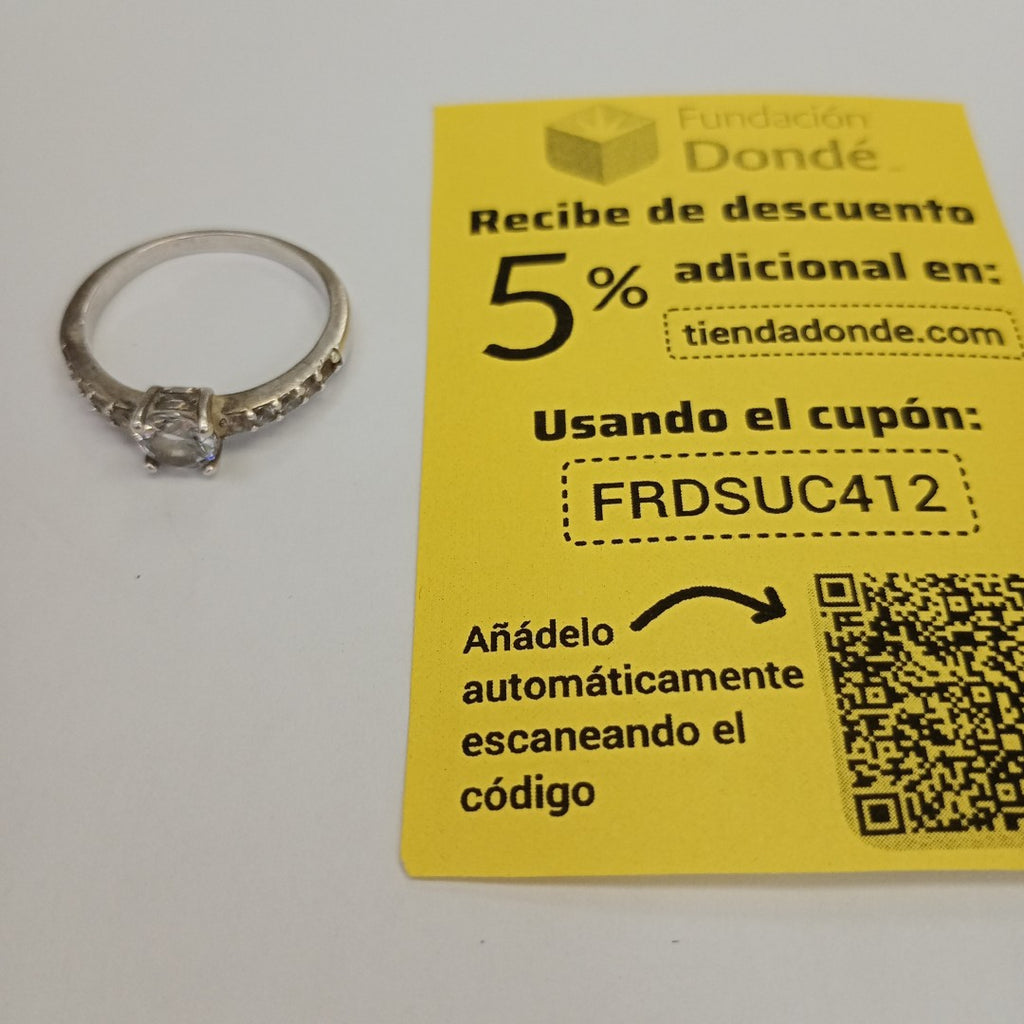 Fundación
Dondé
Recibe de descuento
5% adicional en:
tiendadonde.com
Usando el cupón:
FRDSUC412
Añádelo
automáticamente
escaneando el
código